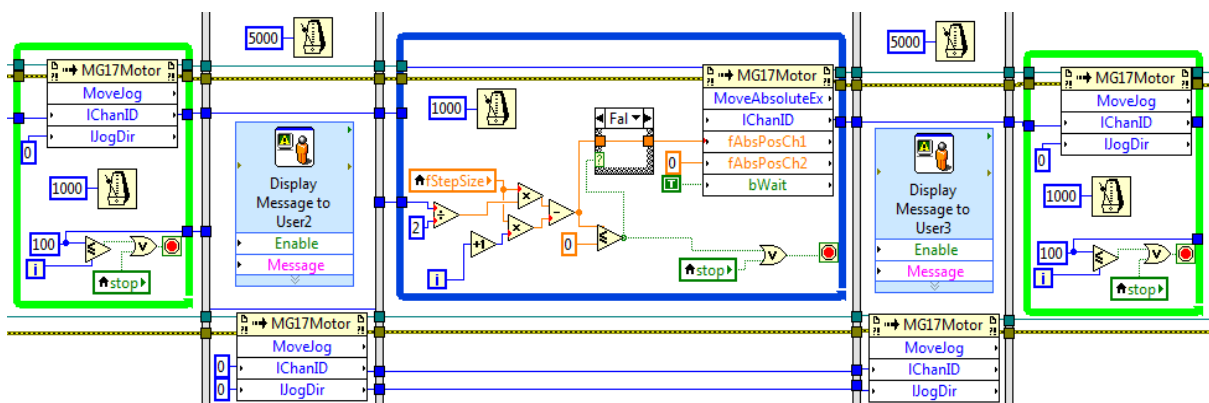 MG17Motor
MoveJog
lChanID
lJogDir
0
1000
100
i
stop
5000
Display
Message to
User2
Enable
Message
MG17Motor
MoveJog
0
lChanID
0
lJogDir
1000
fStepSize
÷
2
x
+1
x
-
i
0
≤
Fal
?
stop
V
MG17Motor
MoveAbsoluteEx
lChanID
fAbsPosCh1
0
fAbsPosCh2
T
bWait
5000
Display
Message to
User3
Enable
Message
MG17Motor
MoveJog
lChanID
lJogDir
MG17Motor
MoveJog
lChanID
0
lJogDir
1000
100
≤
V
i
stop